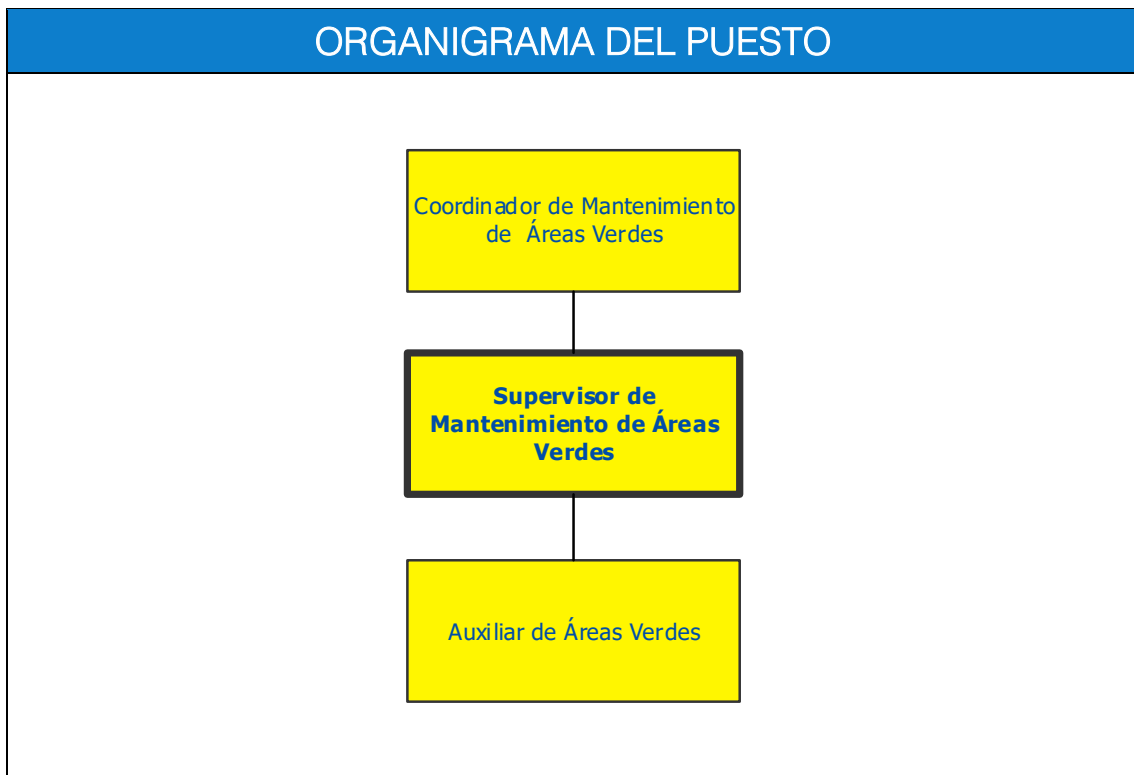 ORGANIGRAMA DEL PUESTO
Coordinador de Mantenimiento
de Áreas Verdes
Supervisor de
Mantenimiento de Áreas
Verdes
Auxiliar de Áreas Verdes